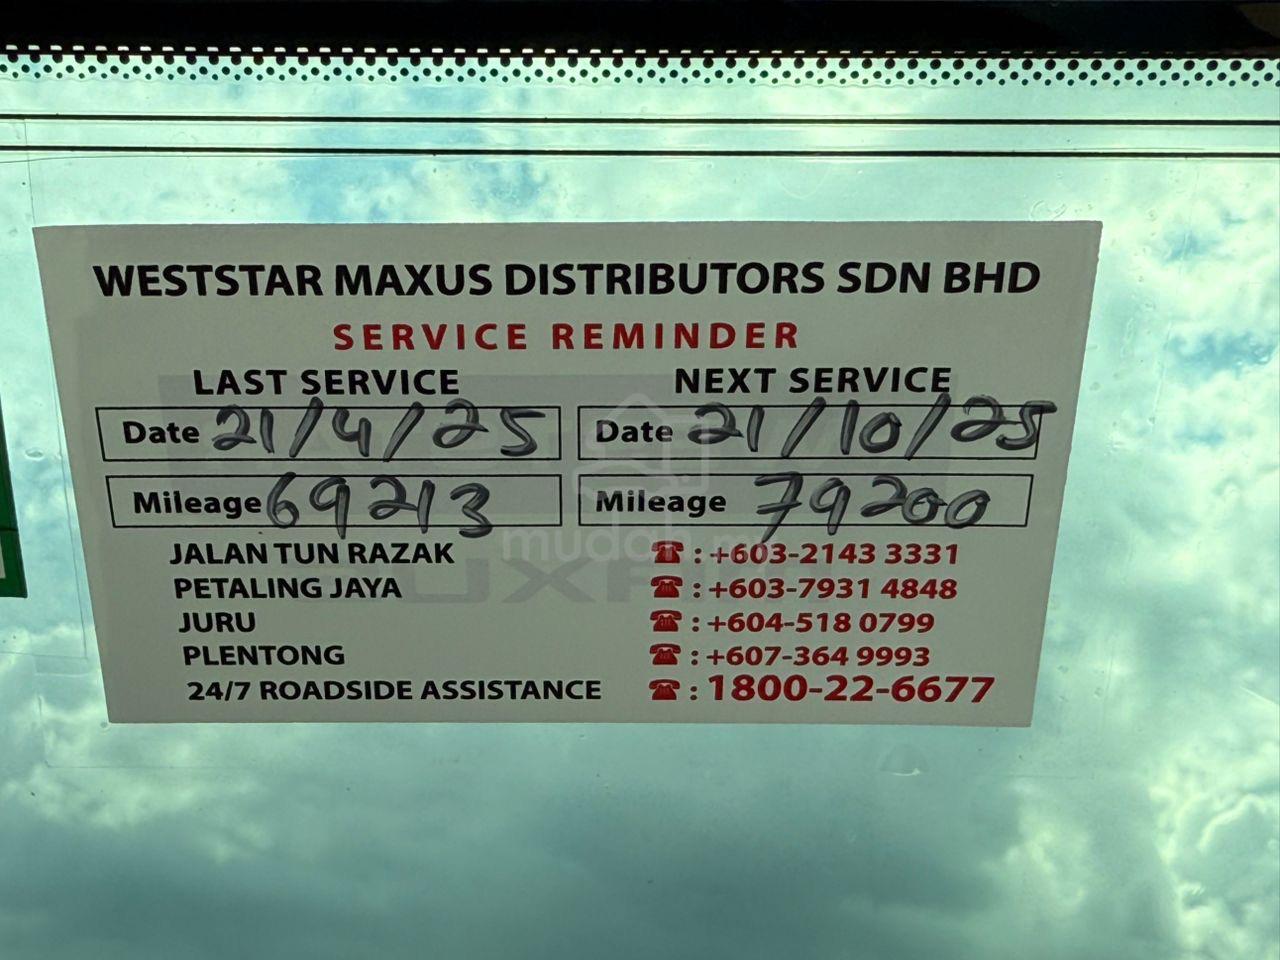 WESTSTAR MAXUS DISTRIBUTORS SDN BHD
SERVICE REMINDER
LAST SERVICE NEXT SERVICE
Date 21/4/25 Date 21/10/25
Mileage 69213 Mileage 79200
mudah.my
JALAN TUN RAZAK ☎ : +603-2143 3331
PETALING JAYA ☎ : +603-7931 4848
JURU ☎ : +604-518 0799
PLENTONG ☎ : +607-364 9993
24/7 ROADSIDE ASSISTANCE ☎ : 1800-22-6677